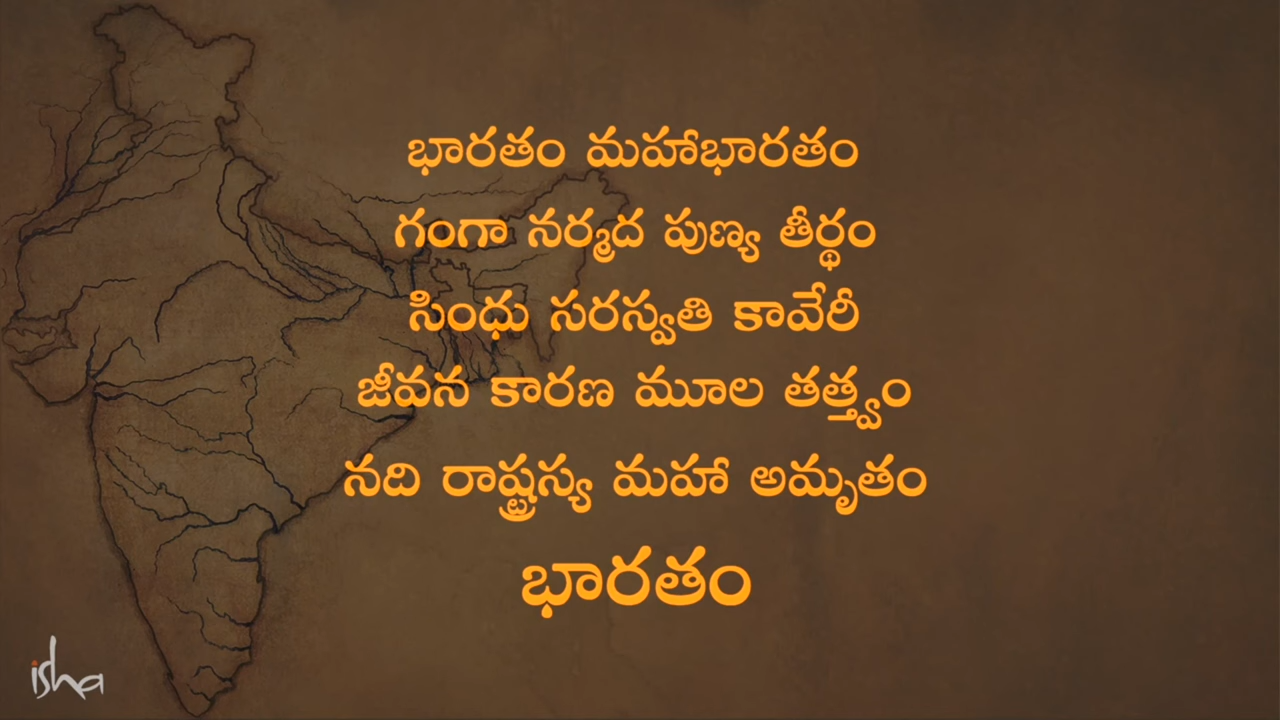 భారతం మహాభారతం
గంగా నర్మద పుణ్య తీర్థం
సింధు సరస్వతి కావేరీ
జీవన కారణ మూల తత్త్వం
నది రాష్ట్రస్య మహా అమృతం
భారతం
isha